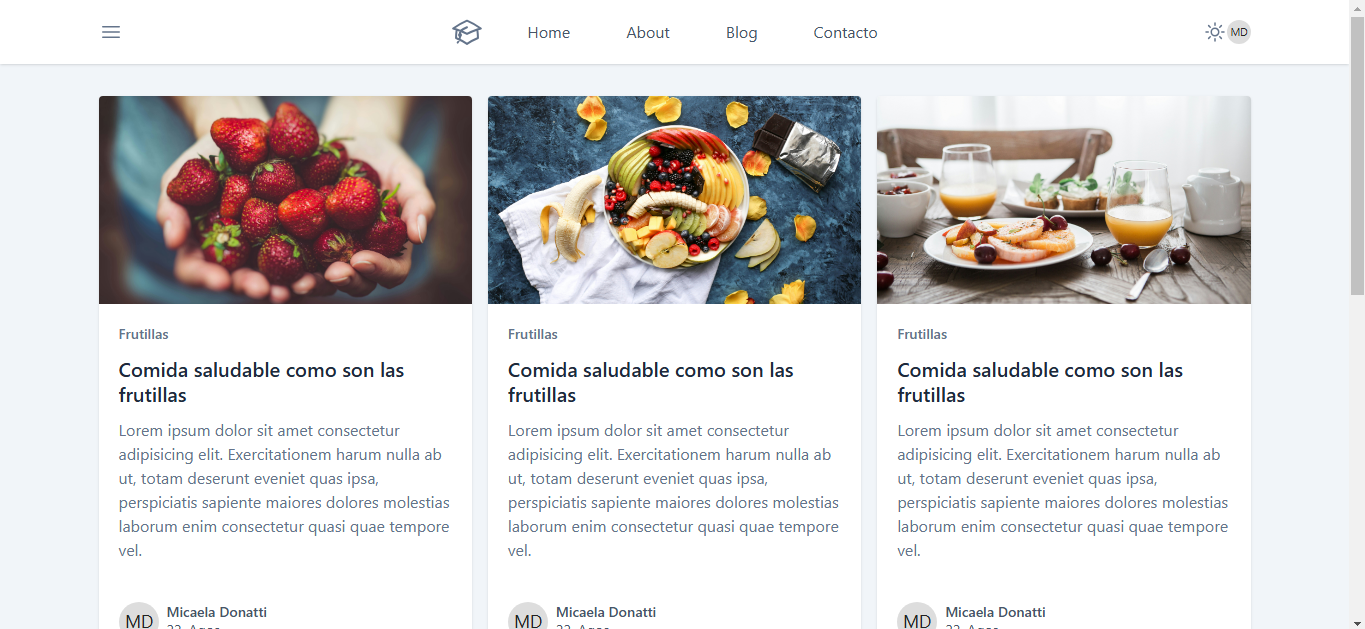 Home About Blog Contacto MD
Frutillas
Comida saludable como son las
frutillas
Lorem ipsum dolor sit amet consectetur
adipisicing elit. Exercitationem harum nulla ab
ut, totam deserunt eveniet quas ipsa,
perspiciatis sapiente maiores dolores molestias
laborum enim consectetur quasi quae tempore
vel.
MD
Micaela Donatti
Frutillas
Comida saludable como son las
frutillas
Lorem ipsum dolor sit amet consectetur
adipisicing elit. Exercitationem harum nulla ab
ut, totam deserunt eveniet quas ipsa,
perspiciatis sapiente maiores dolores molestias
laborum enim consectetur quasi quae tempore
vel.
MD
Micaela Donatti
Frutillas
Comida saludable como son las
frutillas
Lorem ipsum dolor sit amet consectetur
adipisicing elit. Exercitationem harum nulla ab
ut, totam deserunt eveniet quas ipsa,
perspiciatis sapiente maiores dolores molestias
laborum enim consectetur quasi quae tempore
vel.
MD
Micaela Donatti